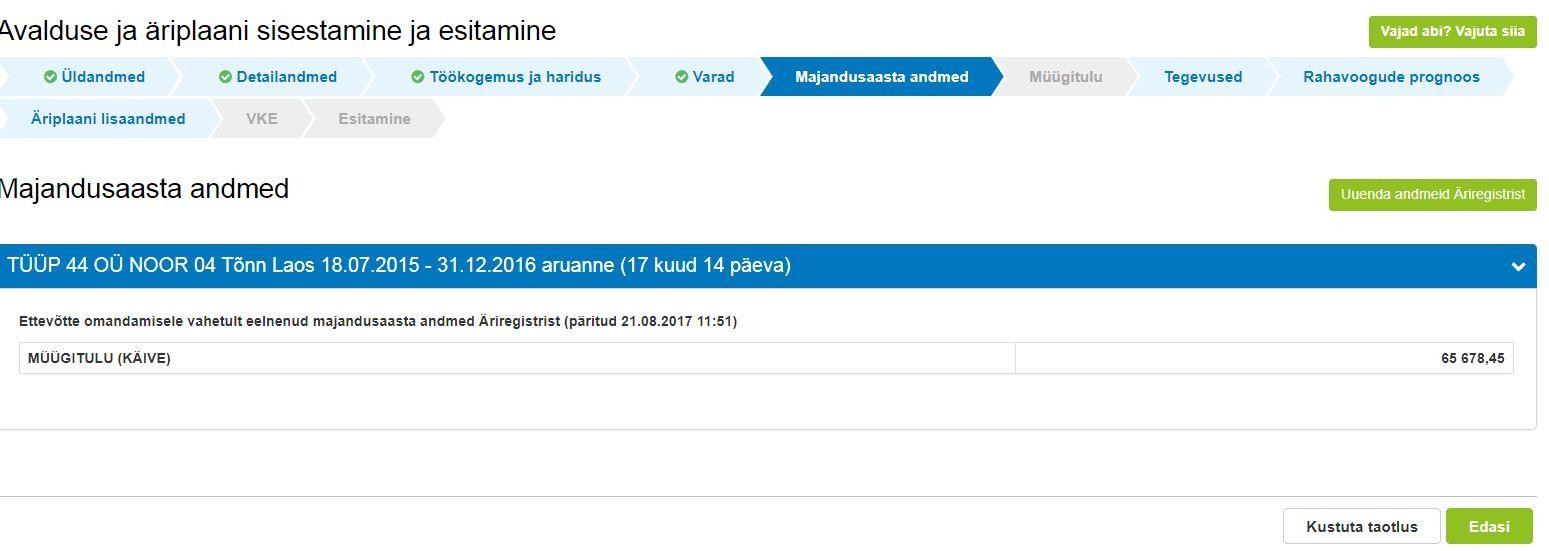 Avalduse ja äriplaani sisestamine ja esitamine
Vajad abi? Vajuta siia
Üldandmed Detailandmed Töökogemus ja haridus Varad Majandusaasta andmed Müügitulu Tegevused Rahavoogude prognoos
Äriplaani lisaandmed VKE Esitamine
Majandusaasta andmed
Uuenda andmeid Äriregistrist
TÜÜP 44 OÜ NOOR 04 Tõnn Laos 18.07.2015 - 31.12.2016 aruanne (17 kuud 14 päeva)
Ettevõtte omandamisele vahetult eelnenud majandusaasta andmed Äriregistrist (päritud 21.08.2017 11:51)
MÜÜGITULU (KÄIVE) 65 678,45
Kustuta taotlus Edasi